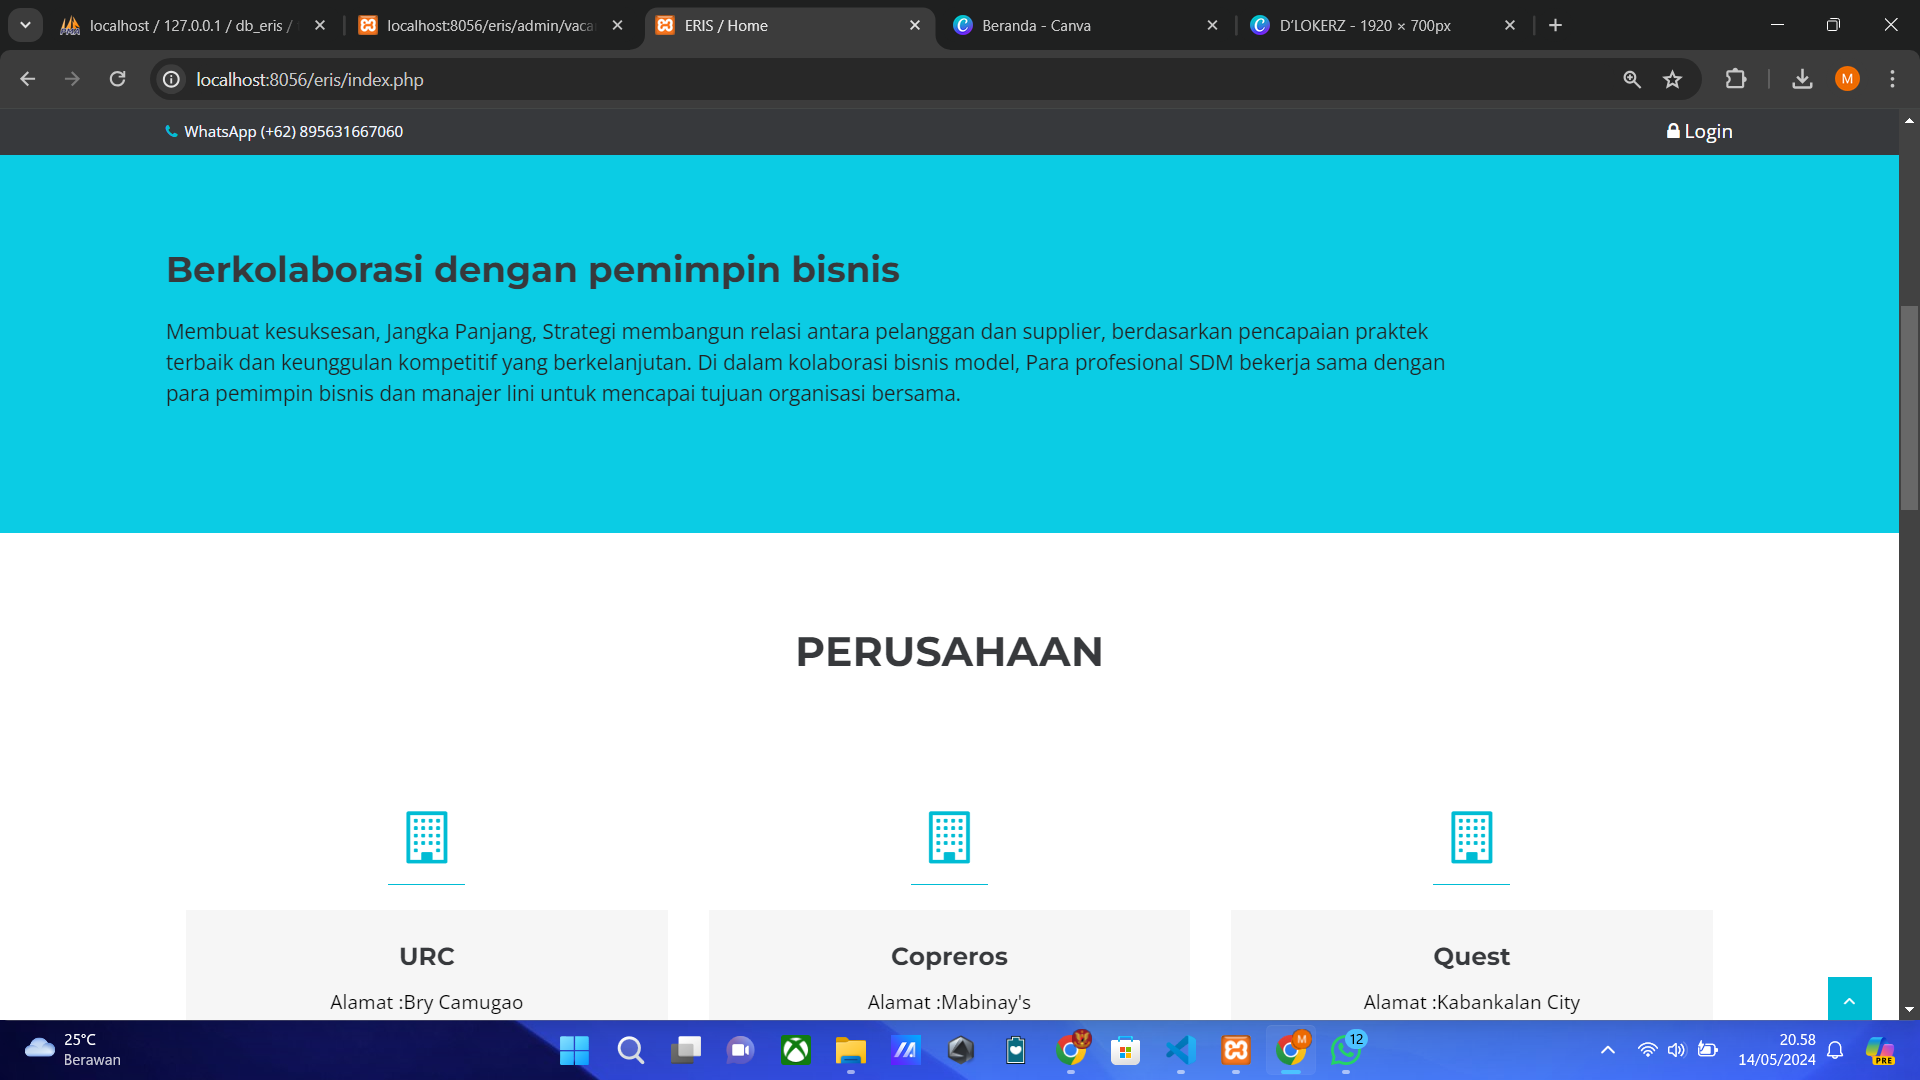 localhost / 127.0.0.1 / db_eris /
localhost:8056/eris/admin/vaca
ERIS / Home
Beranda - Canva
D'LOKERZ - 1920 × 700px
localhost:8056/eris/index.php
M
WhatsApp (+62) 895631667060
Login
Berkolaborasi dengan pemimpin bisnis
Membuat kesuksesan, Jangka Panjang, Strategi membangun relasi antara pelanggan dan supplier, berdasarkan pencapaian praktek
terbaik dan keunggulan kompetitif yang berkelanjutan. Di dalam kolaborasi bisnis model, Para profesional SDM bekerja sama dengan
para pemimpin bisnis dan manajer lini untuk mencapai tujuan organisasi bersama.
PERUSAHAAN
URC
Copreros
Quest
Alamat :Bry Camugao
Alamat :Mabinay's
Alamat :Kabankalan City
25°C
Berawan
M
12
20.58
14/05/2024
PRE